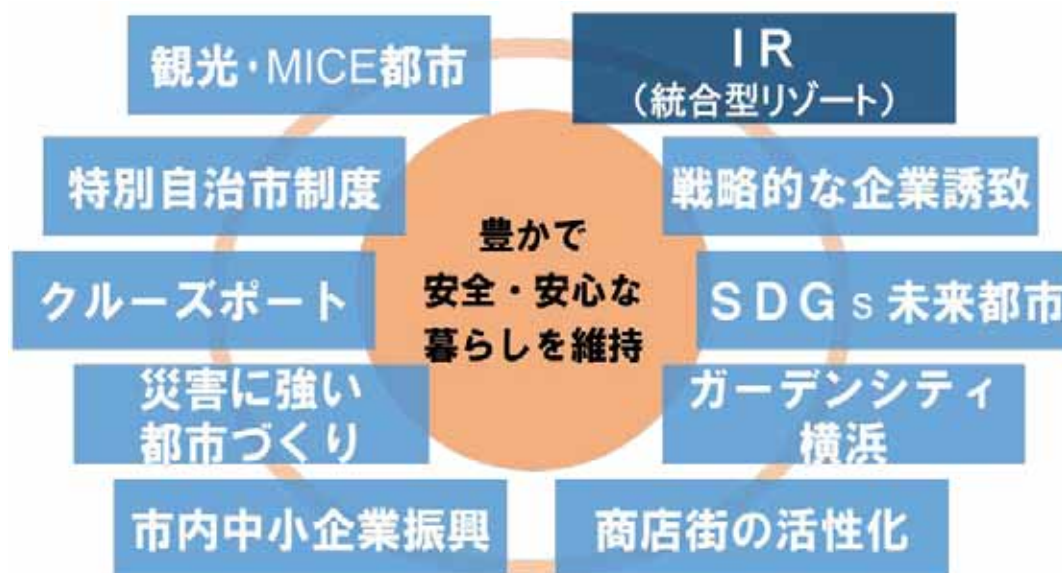 観光・MICE都市
ＩＲ
（統合型リゾート）
特別自治市制度
戦略的な企業誘致
豊かで
安全・安心な
暮らしを維持
クルーズポート
ＳＤＧｓ未来都市
災害に強い
都市づくり
ガーデンシティ
横浜
市内中小企業振興
商店街の活性化